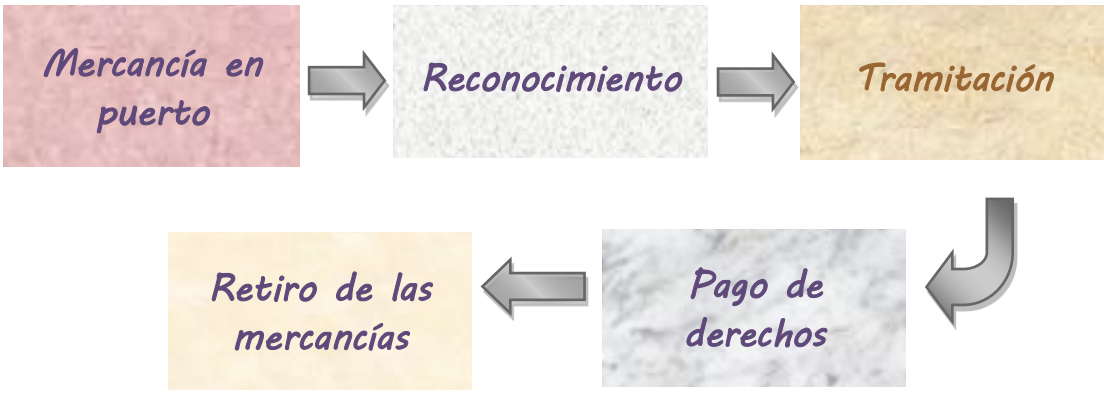 Mercancía en
puerto
Reconocimiento
Tramitación
Pago de
derechos
Retiro de las
mercancías